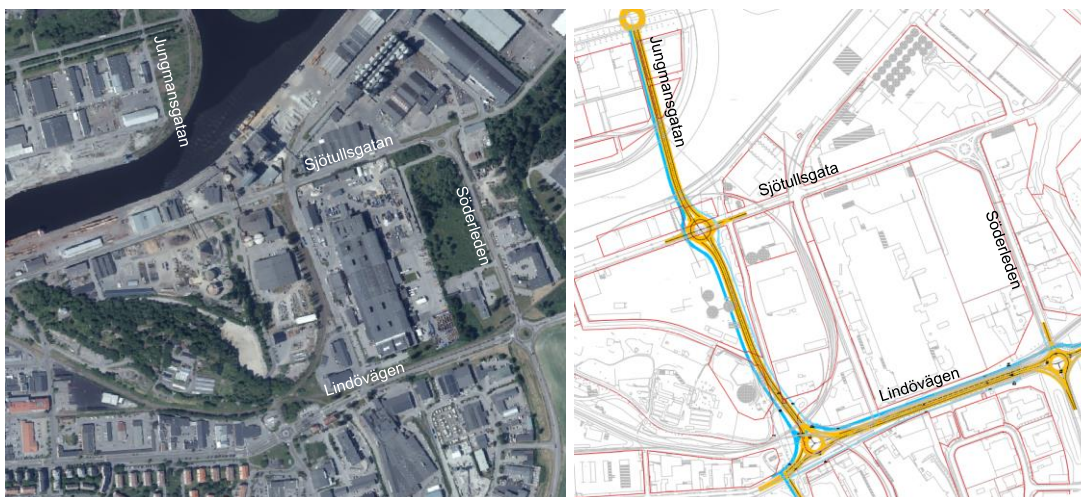 Jungmansgatan
Sjötullsgatan
Söderleden
Lindövägen
Jungmansgatan
Sjötullsgata
Söderleden
Lindövägen